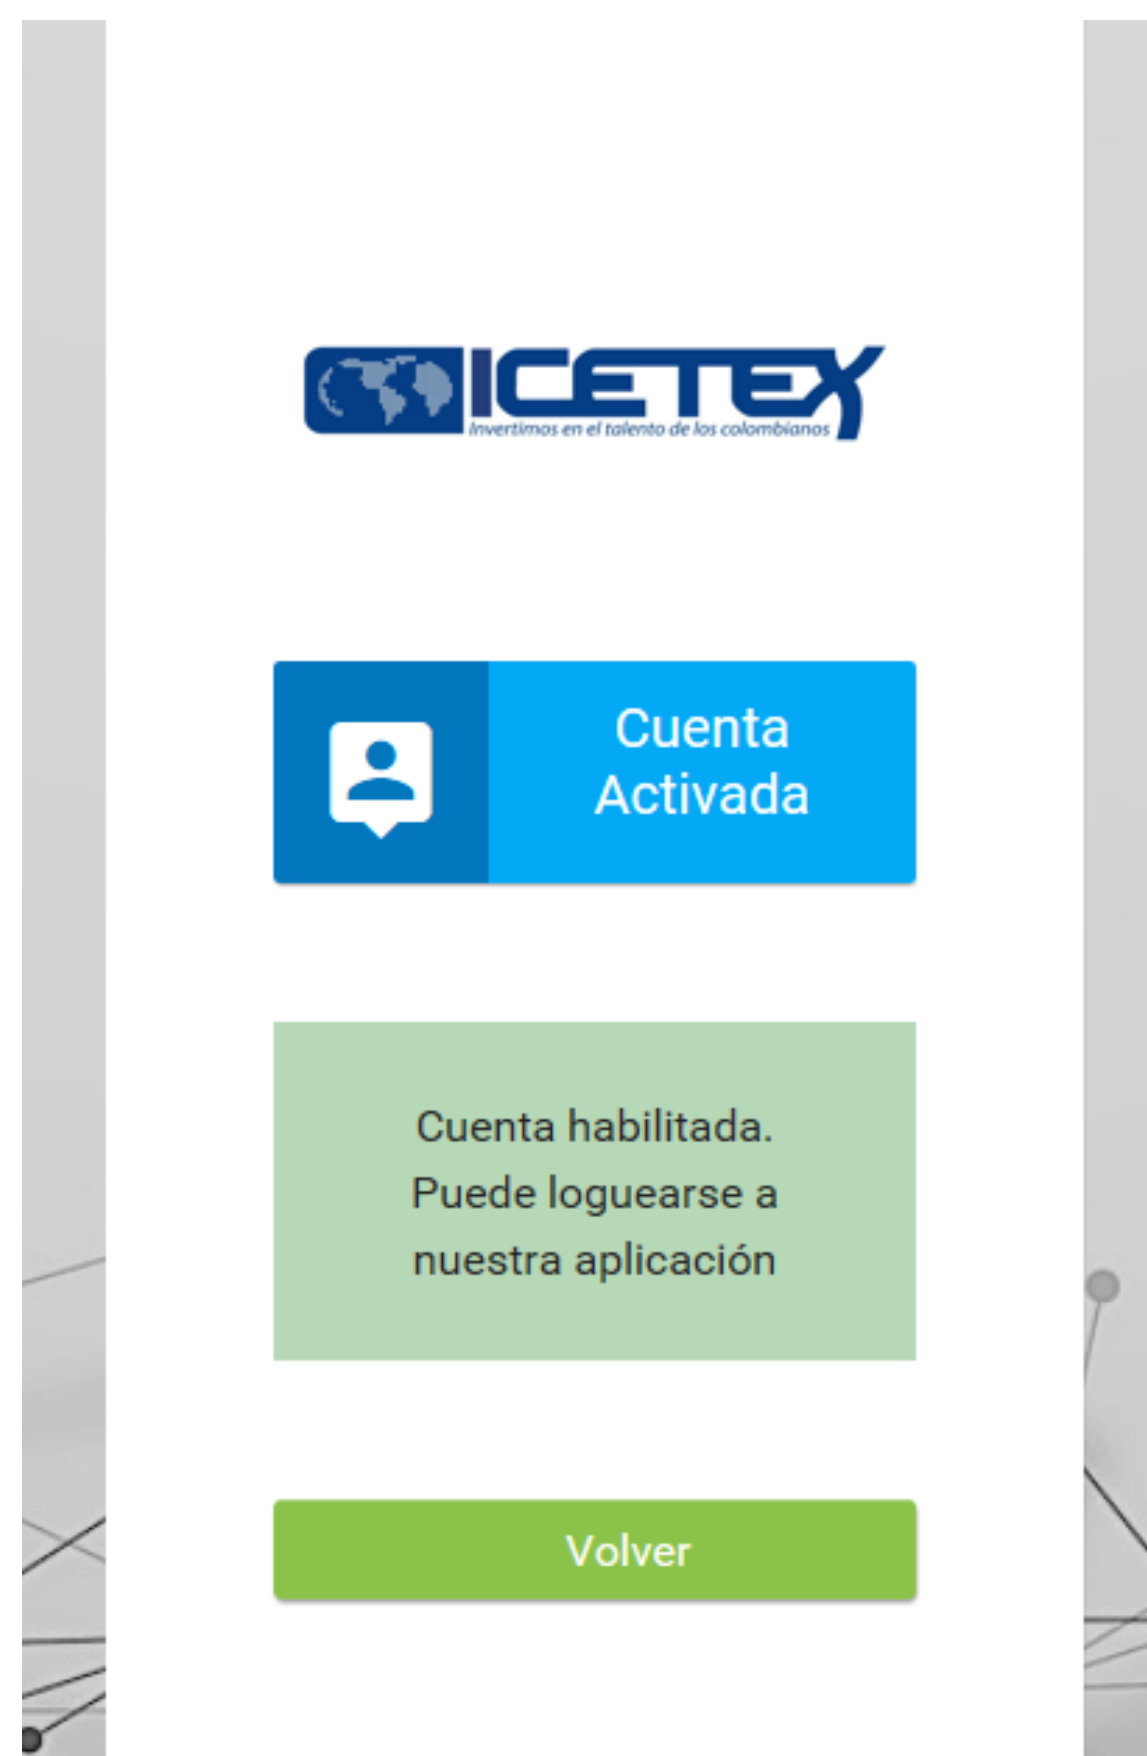 ICETEX
Invertimos en el talento de los colombianos
Cuenta
Activada
Cuenta habilitada.
Puede loguearse a
nuestra aplicación
Volver